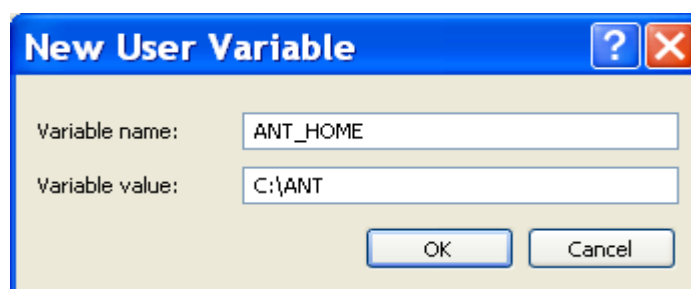 New User Variable ?
Variable name: ANT_HOME
Variable value: C:\ANT
OK Cancel